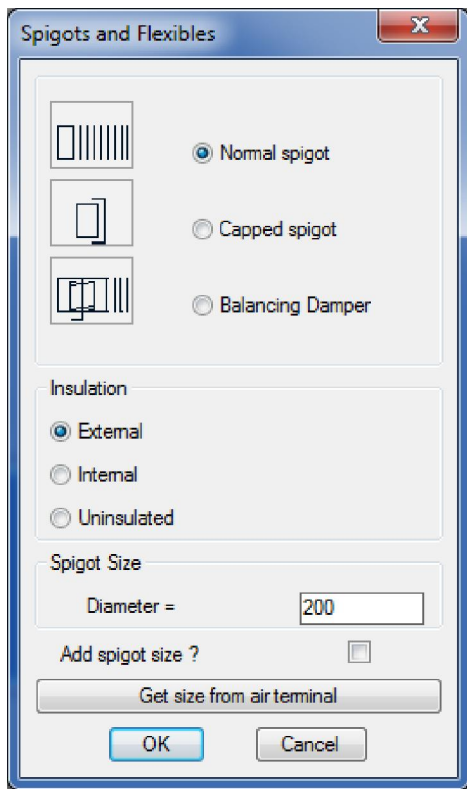 Spigots and Flexibles
Normal spigot
Capped spigot
Balancing Damper
Insulation
External
Internal
Uninsulated
Spigot Size
Diameter = 200
Add spigot size ?
Get size from air terminal
OK Cancel